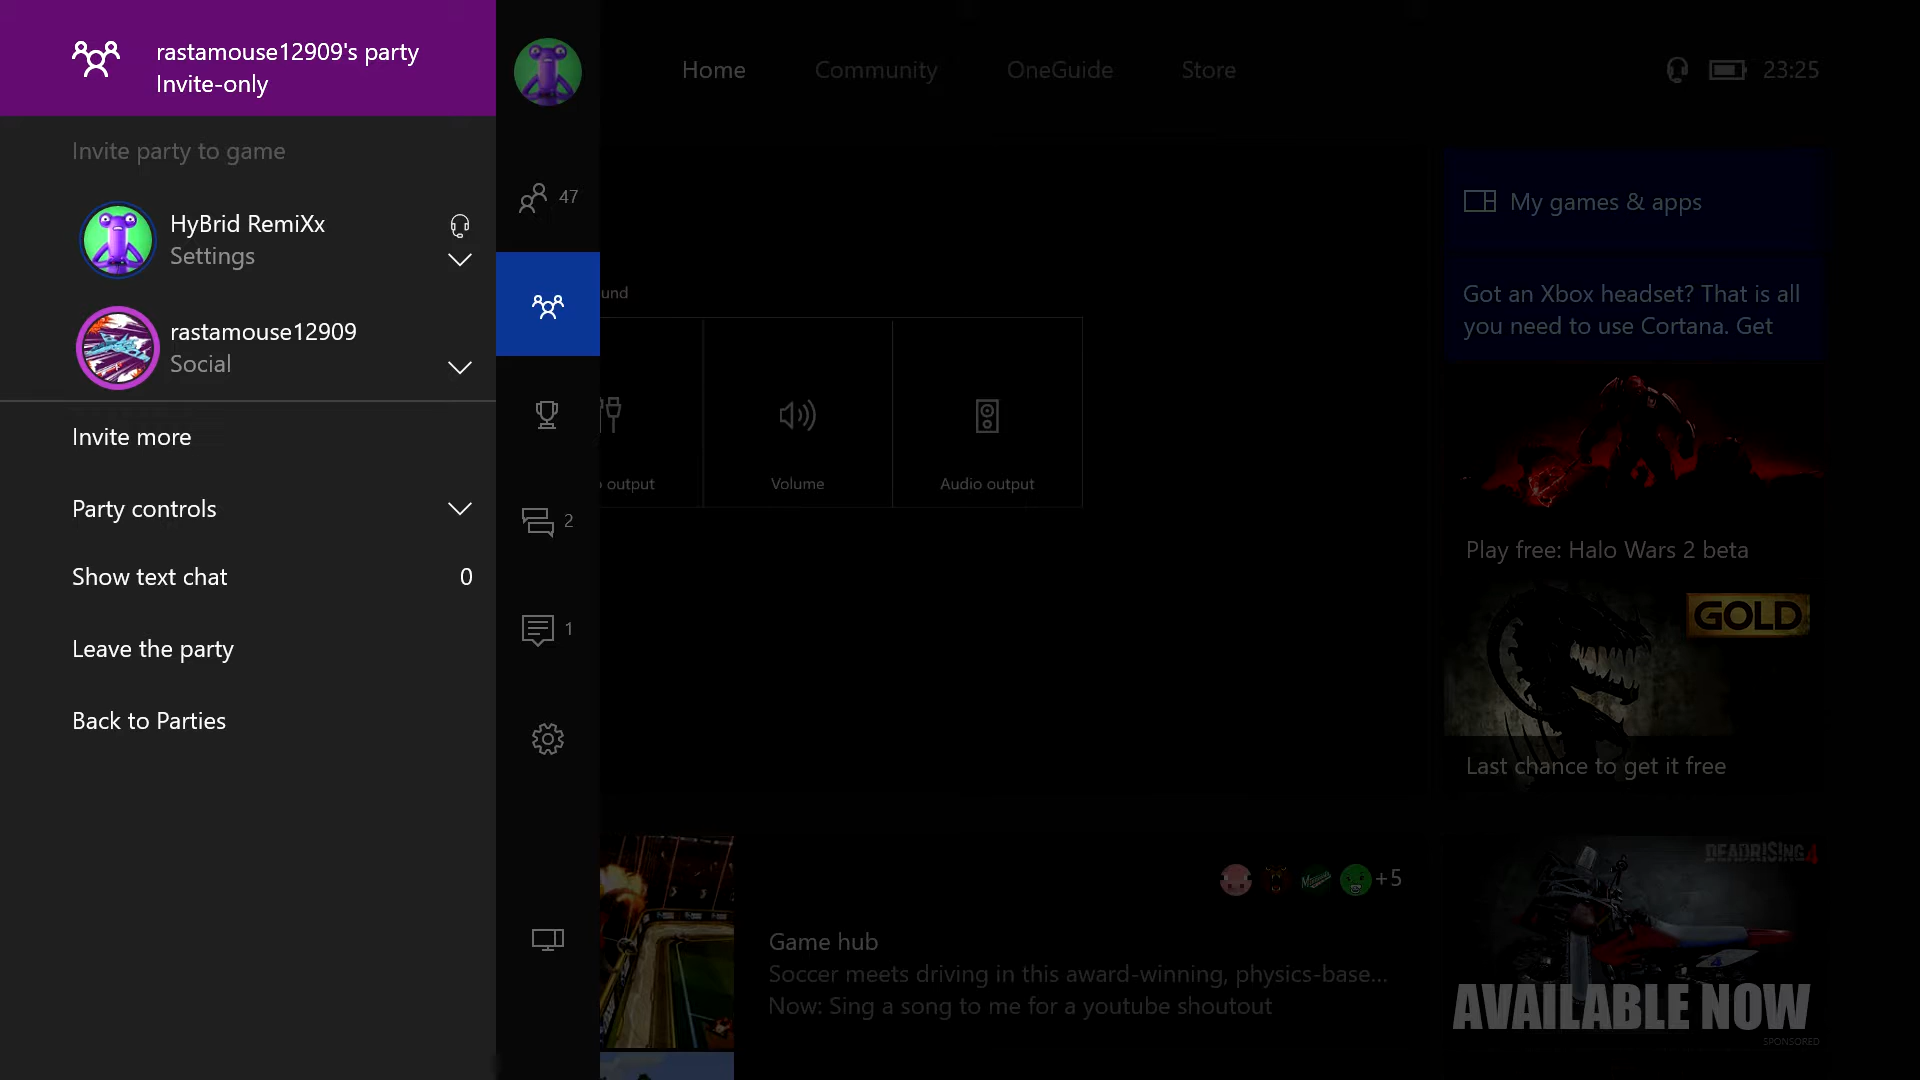 rastamouse12909's party
Invite-only
Invite party to game
HyBrid RemiXx
Settings
rastamouse12909
Social
Invite more
Party controls
Show text chat 0
Leave the party
Back to Parties
47
2
1
Home Community OneGuide Store
23:25
und
output Volume Audio output
My games & apps
Got an Xbox headset? That is all
you need to use Cortana. Get
Play free: Halo Wars 2 beta
GOLD
Last chance to get it free
+5
Game hub
Soccer meets driving in this award-winning, physics-base...
Now: Sing a song to me for a youtube shoutout
DEADRISING 4
AVAILABLE NOW
SPONSORED